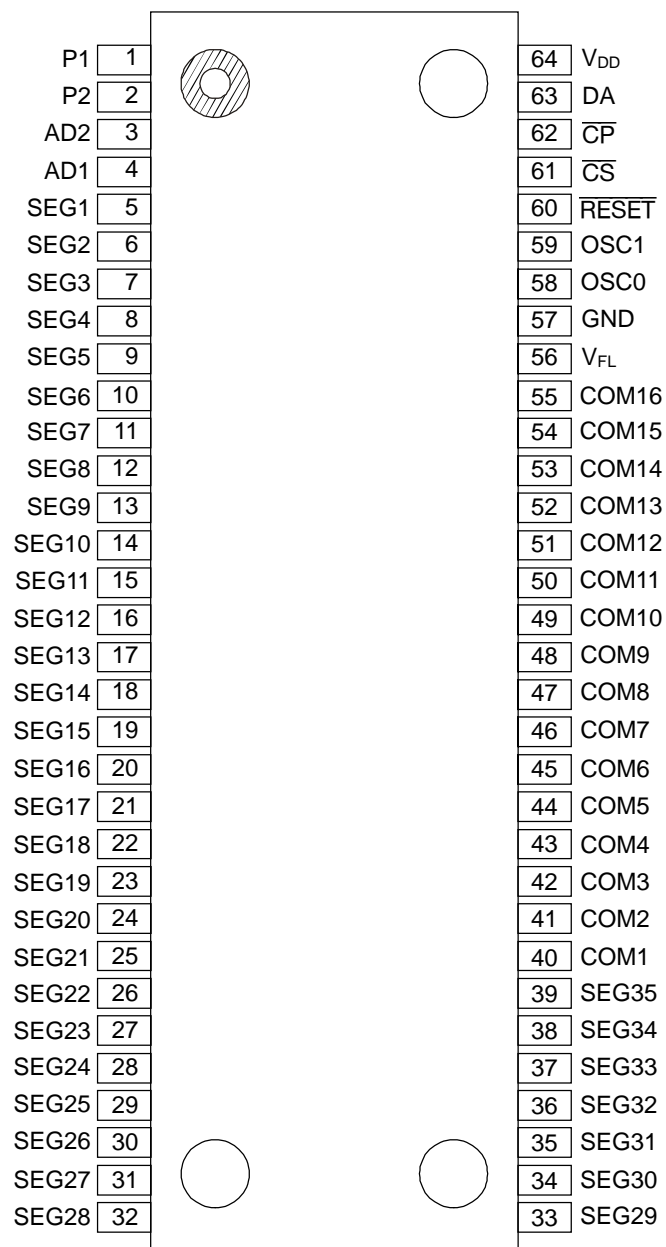 P1 1 64 VDD
P2 2 63 DA
AD2 3 62 C̅P̅
AD1 4 61 C̅S̅
SEG1 5 60 R̅E̅S̅E̅T̅
SEG2 6 59 OSC1
SEG3 7 58 OSC0
SEG4 8 57 GND
SEG5 9 56 VFL
SEG6 10 55 COM16
SEG7 11 54 COM15
SEG8 12 53 COM14
SEG9 13 52 COM13
SEG10 14 51 COM12
SEG11 15 50 COM11
SEG12 16 49 COM10
SEG13 17 48 COM9
SEG14 18 47 COM8
SEG15 19 46 COM7
SEG16 20 45 COM6
SEG17 21 44 COM5
SEG18 22 43 COM4
SEG19 23 42 COM3
SEG20 24 41 COM2
SEG21 25 40 COM1
SEG22 26 39 SEG35
SEG23 27 38 SEG34
SEG24 28 37 SEG33
SEG25 29 36 SEG32
SEG26 30 35 SEG31
SEG27 31 34 SEG30
SEG28 32 33 SEG29